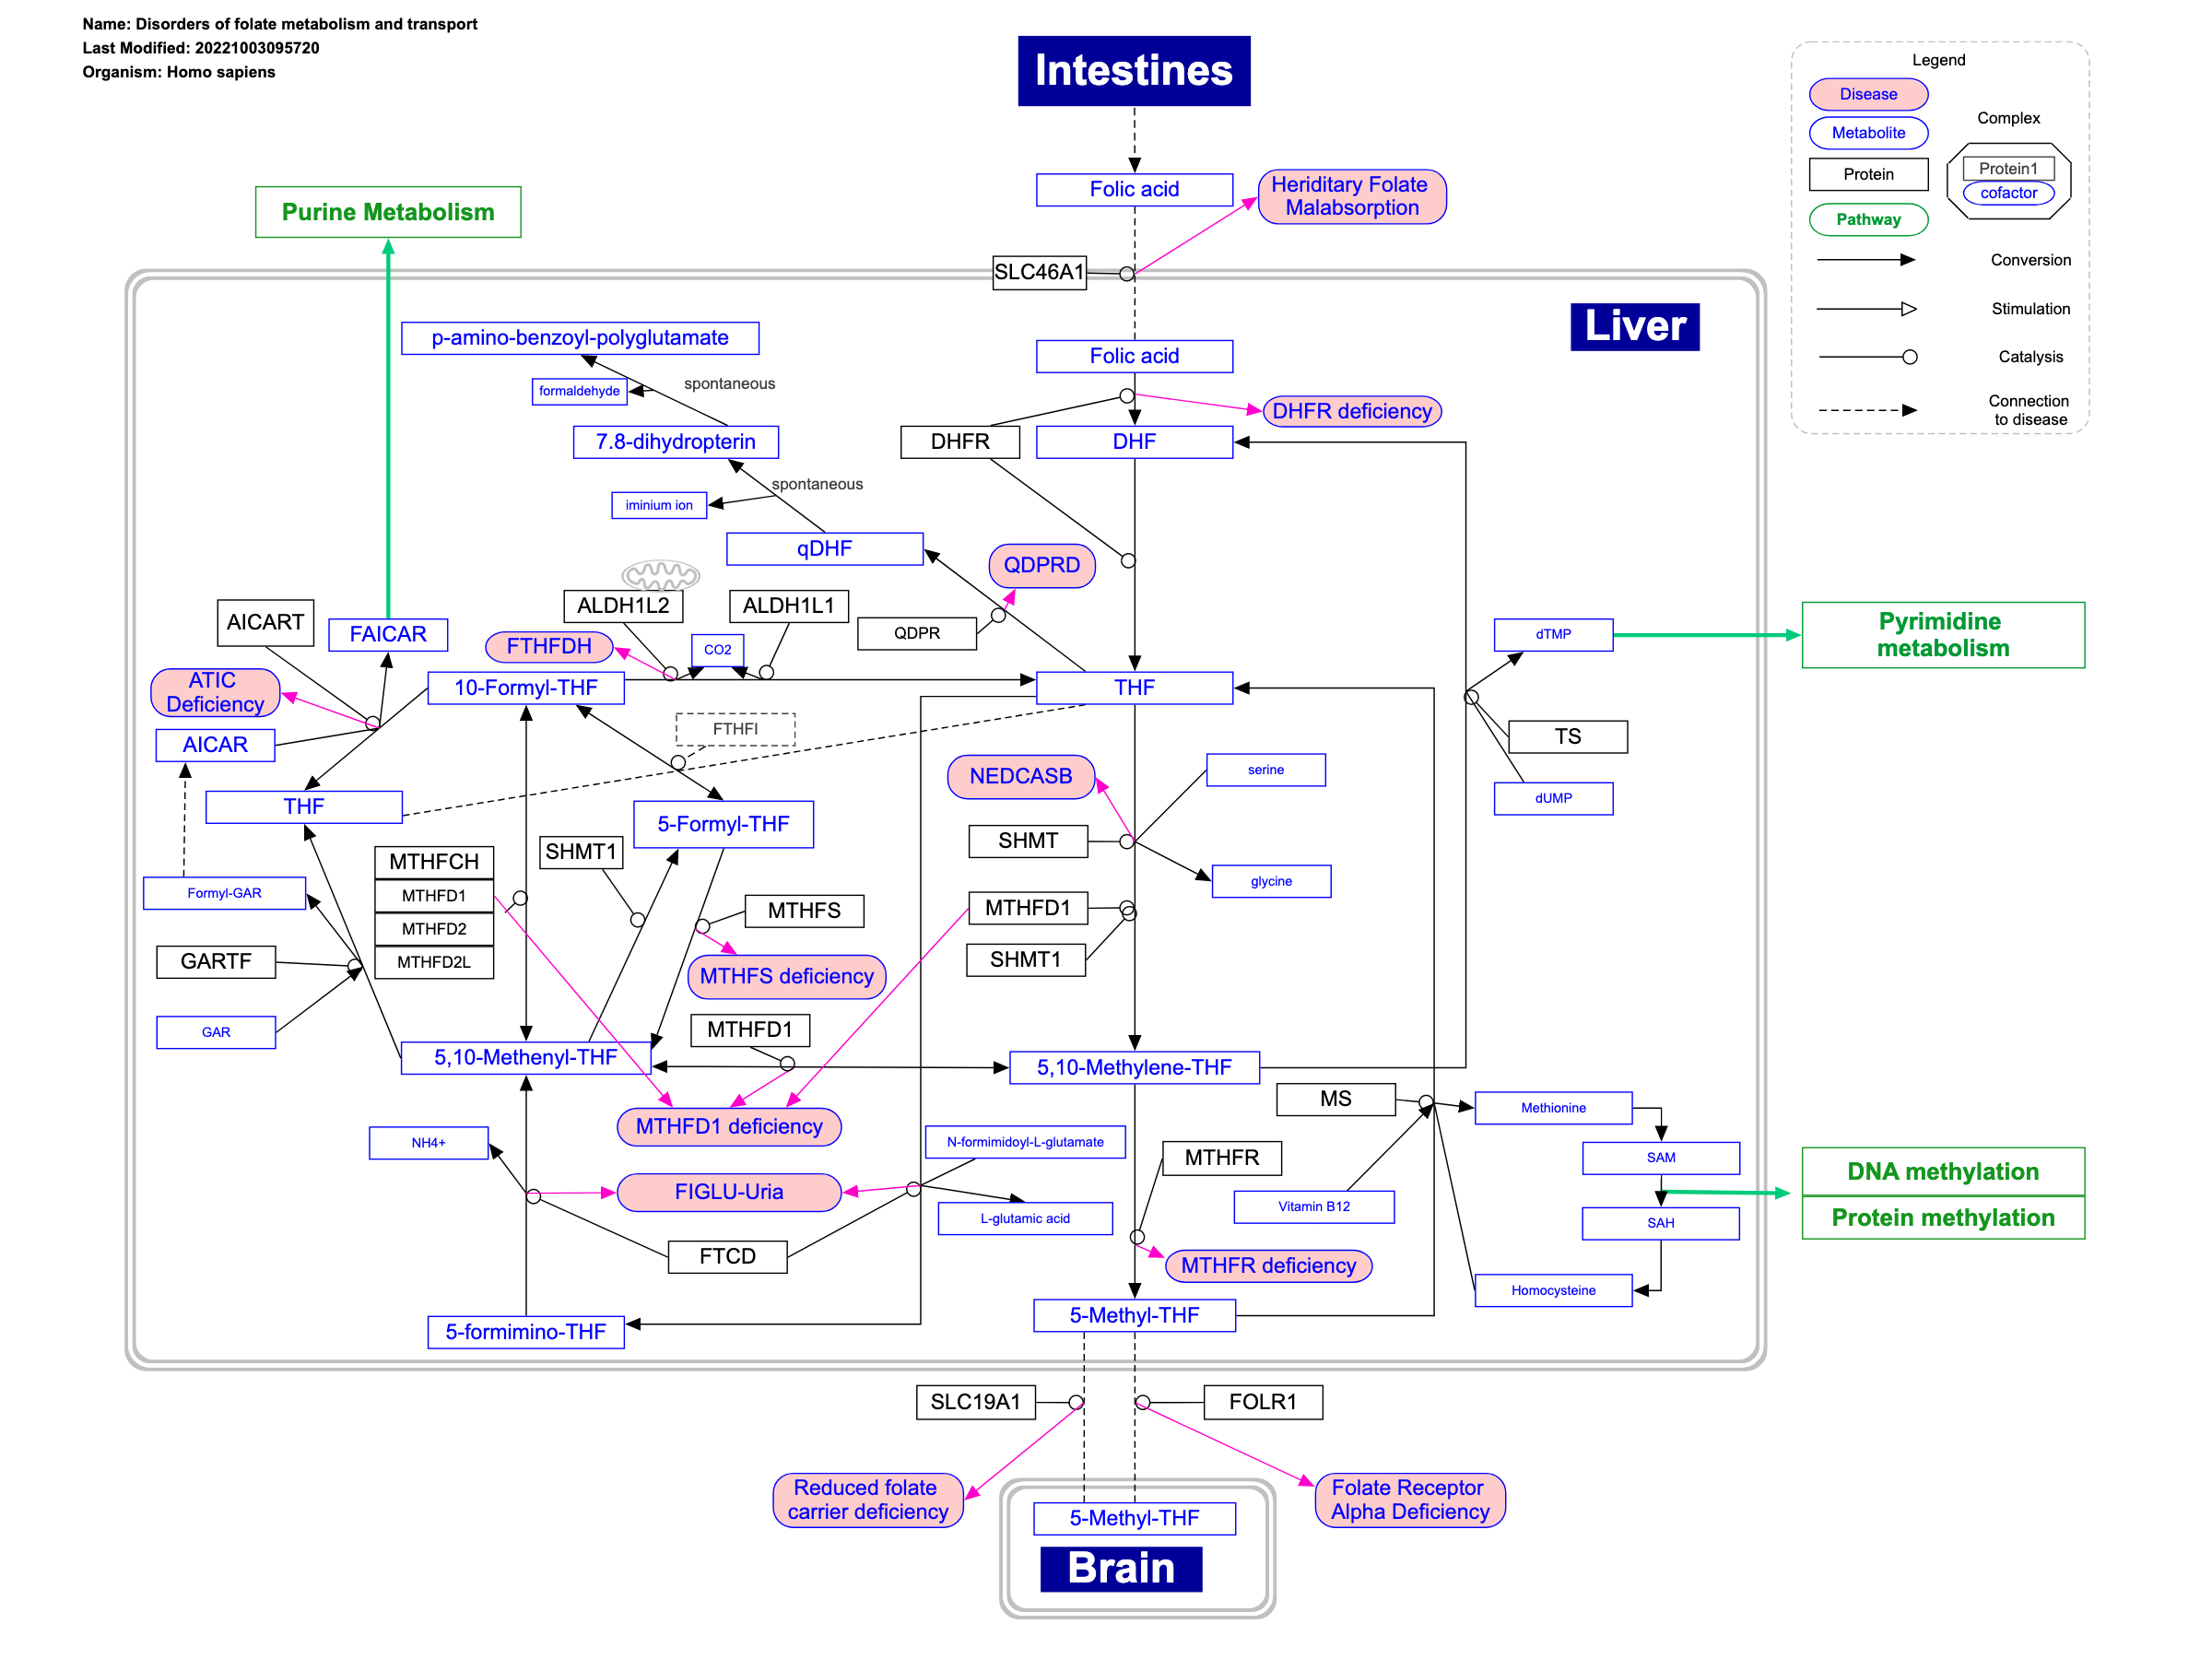 Name: Disorders of folate metabolism and transport
Last Modified: 20221003095720
Organism: Homo sapiens
Intestines
Legend
Disease
Metabolite
Complex
Protein
Protein1
cofactor
Pathway
Conversion
Stimulation
Catalysis
Connection
to disease
Folic acid
Heriditary Folate
Malabsorption
Purine Metabolism
SLC46A1
Liver
p-amino-benzoyl-polyglutamate
Folic acid
formaldehyde
spontaneous
DHFR deficiency
7.8-dihydropterin
DHFR
DHF
spontaneous
iminium ion
qDHF
QDPRD
ALDH1L2
ALDH1L1
AICART
FAICAR
QDPR
FTHFDH
CO2
dTMP
Pyrimidine
metabolism
ATIC
Deficiency
10-Formyl-THF
THF
FTHFI
TS
AICAR
NEDCASB
serine
THF
dUMP
5-Formyl-THF
SHMT
SHMT1
MTHFCH
MTHFD1
MTHFD2
MTHFD2L
Formyl-GAR
glycine
MTHFS
MTHFD1
GARTF
SHMT1
MTHFS deficiency
GAR
MTHFD1
5,10-Methenyl-THF
5,10-Methylene-THF
MS
Methionine
MTHFD1 deficiency
NH4+
N-formimidoyl-L-glutamate
MTHFR
SAM
DNA methylation
FIGLU-Uria
Vitamin B12
L-glutamic acid
SAH
Protein methylation
FTCD
MTHFR deficiency
Homocysteine
5-Methyl-THF
5-formimino-THF
SLC19A1
FOLR1
Reduced folate
carrier deficiency
Folate Receptor
Alpha Deficiency
5-Methyl-THF
Brain